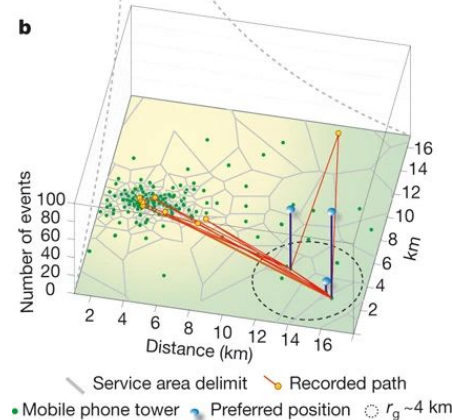 b
Number of events
100
80
60
40
20
0
2 4 6 8 10 12 14 16
Distance (km)
16
14
12
10
8
6
4
2
km
Service area delimit Recorded path
Mobile phone tower Preferred position r_g ~4 km